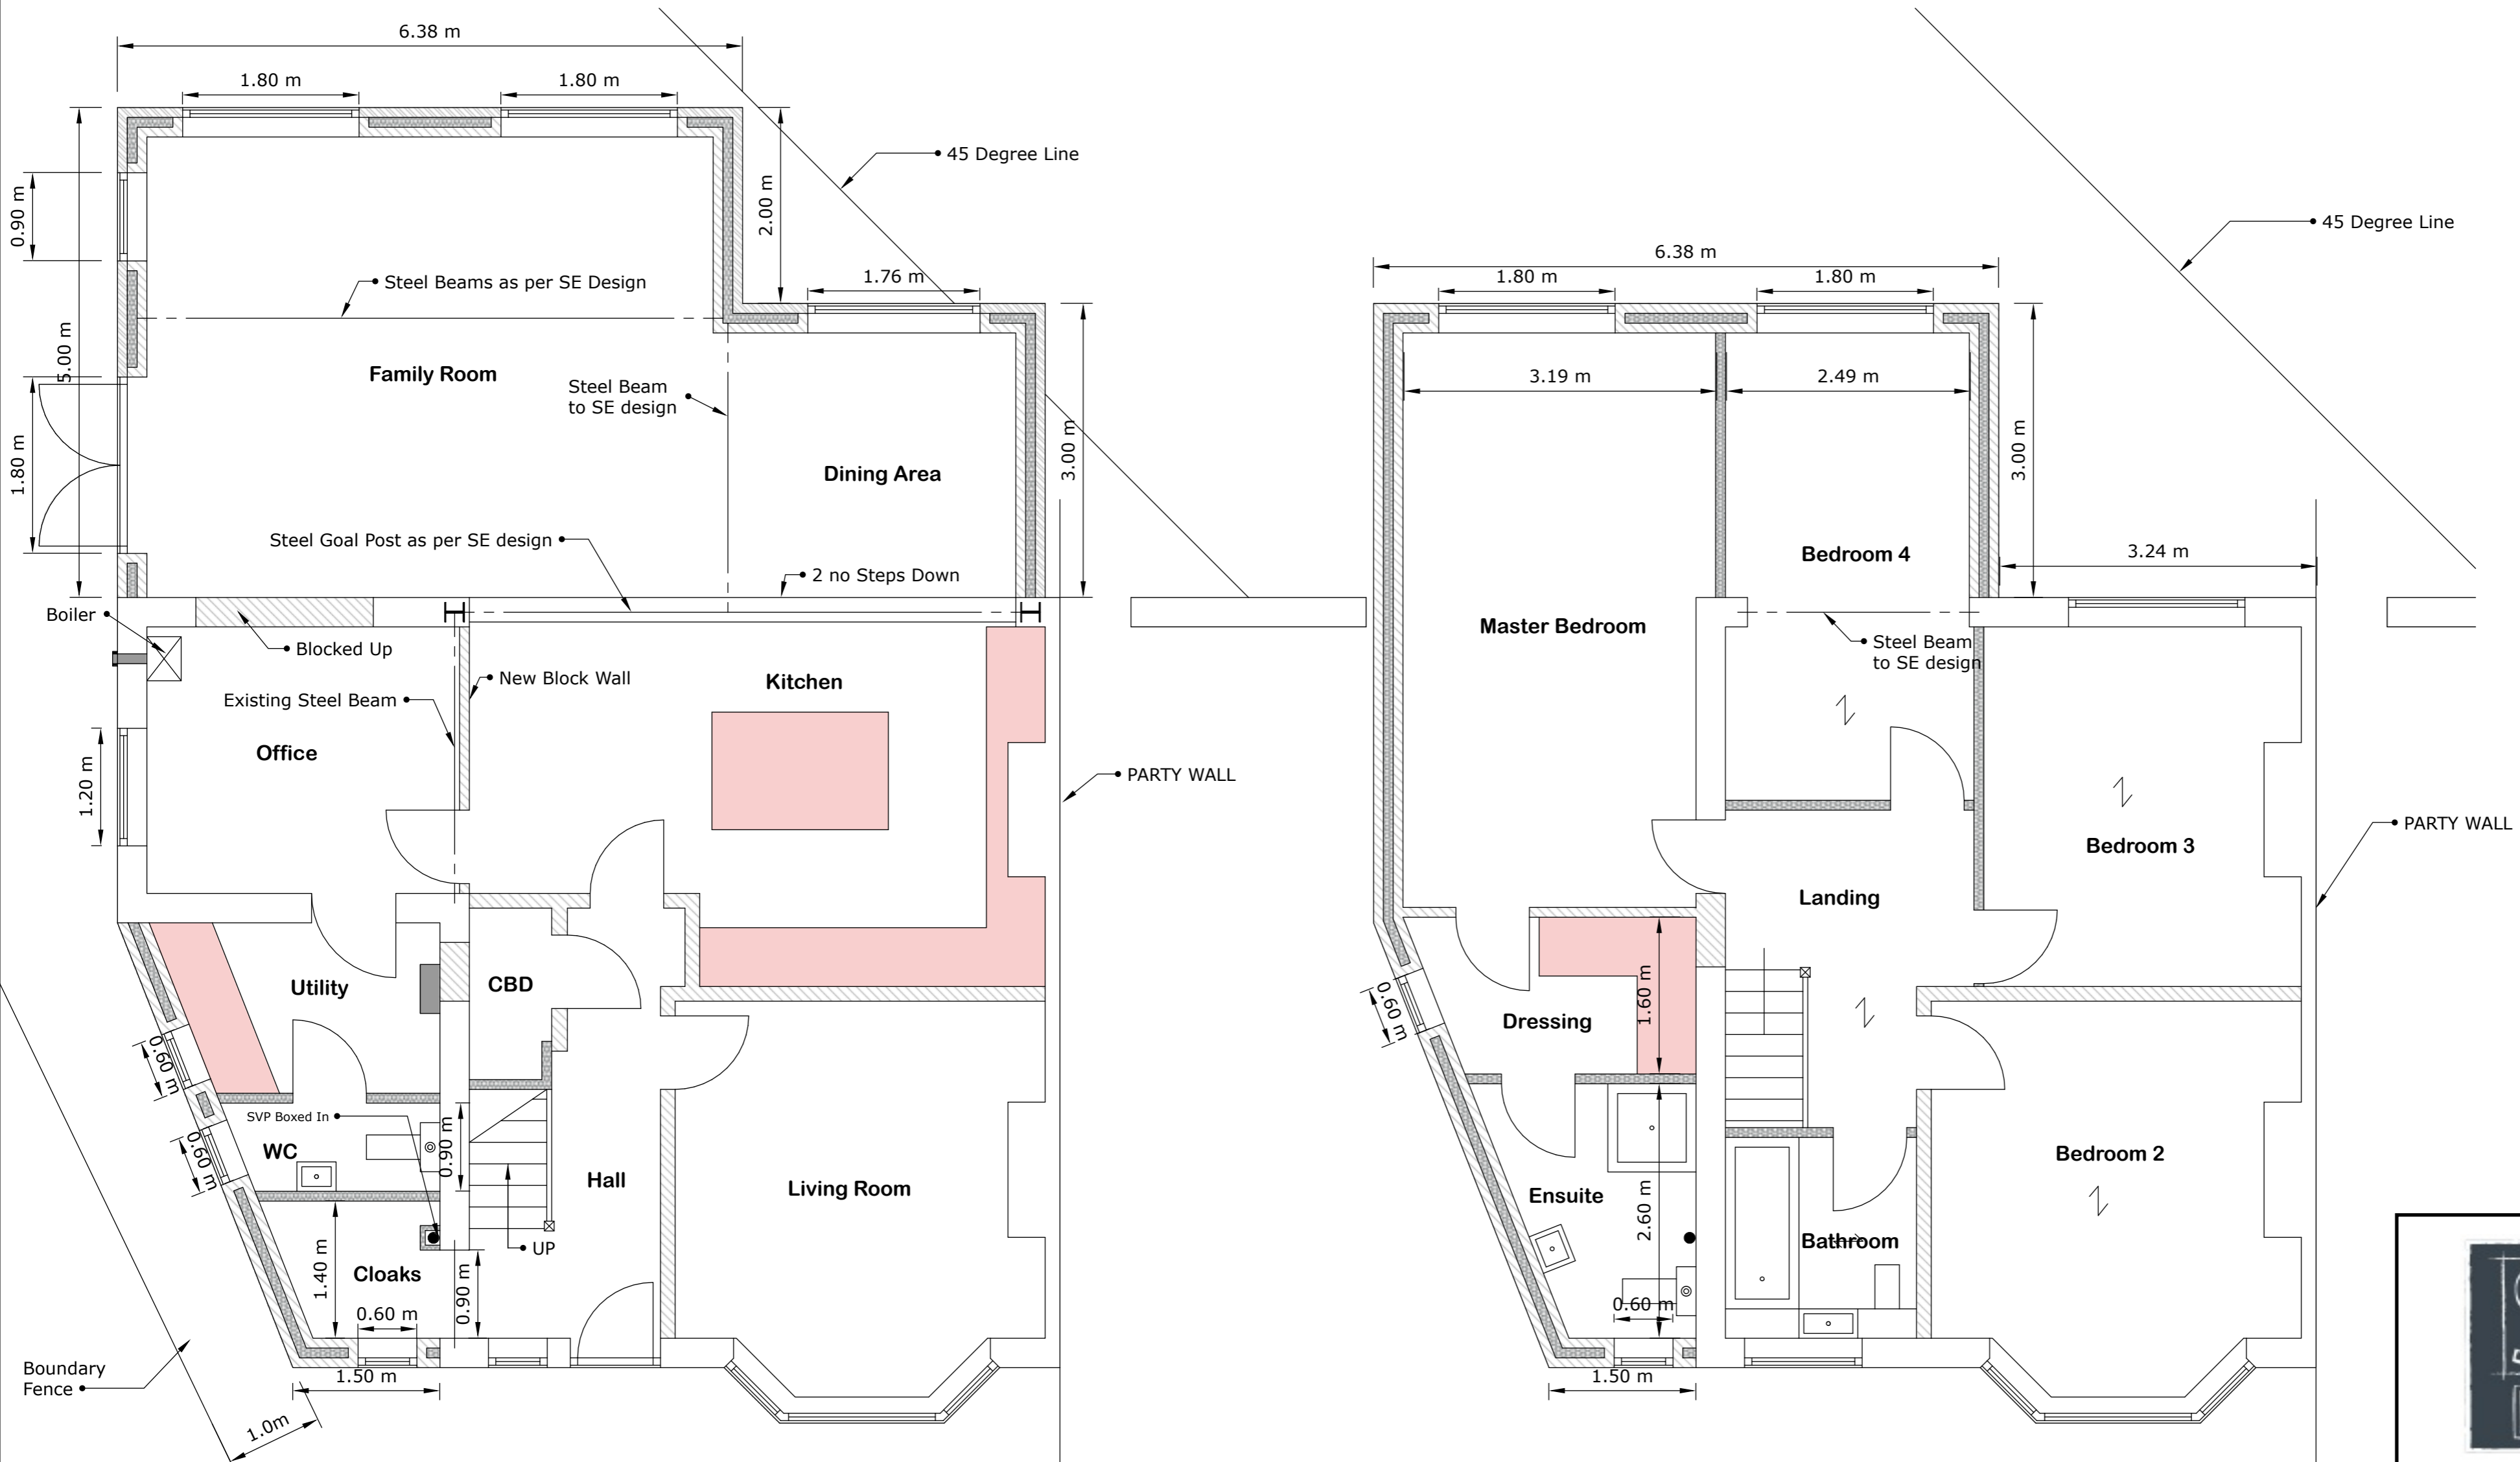 6.38 m
1.80 m
1.80 m
45 Degree Line
2.00 m
0.90 m
5.00 m
Steel Beams as per SE Design
1.76 m
Family Room
Steel Beam
to SE design
1.80 m
3.00 m
Dining Area
Steel Goal Post as per SE design
2 no Steps Down
Boiler
Blocked Up
New Block Wall
Kitchen
Existing Steel Beam
Office
1.20 m
PARTY WALL
Utility
CBD
0.60 m
SVP Boxed In
0.90 m
WC
0.60 m
Hall
Living Room
UP
1.40 m
Cloaks
0.90 m
0.60 m
Boundary
Fence
1.50 m
1.0m
45 Degree Line
6.38 m
1.80 m
1.80 m
3.19 m
2.49 m
3.00 m
Bedroom 4
3.24 m
Master Bedroom
Steel Beam
to SE design
PARTY WALL
Bedroom 3
Landing
1.60 m
0.60 m
Dressing
Bedroom 2
Ensuite
2.60 m
Bathroom
0.60 m
1.50 m